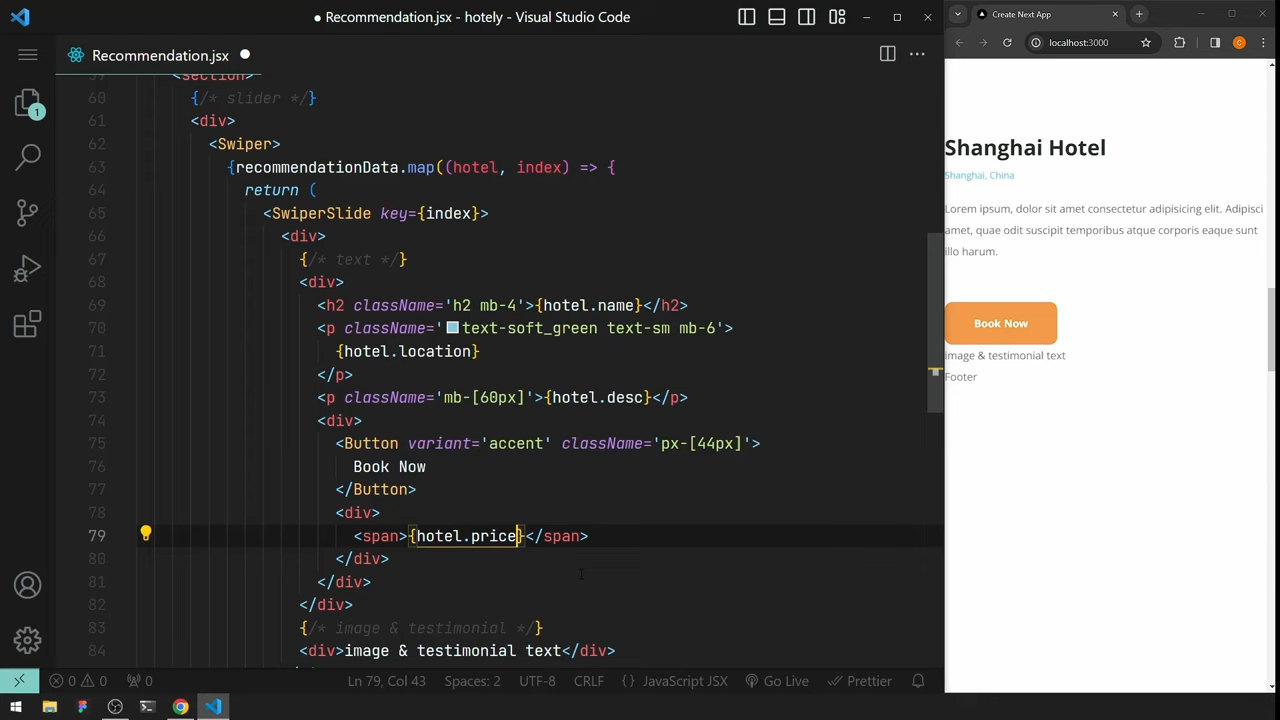 ● Recommendation.jsx - hotely - Visual Studio Code
Recommendation.jsx
1
59 <section>
60 {/* slider */}
61 <div>
62 <Swiper>
63 {recommendationData.map((hotel, index) => {
64 return (
65 <SwiperSlide key={index}>
66 <div>
67 {/* text */}
68 <div>
69 <h2 className='h2 mb-4'>{hotel.name}</h2>
70 <p className='text-soft_green text-sm mb-6'>
71 {hotel.location}
72 </p>
73 <p className='mb-[60px]'>{hotel.desc}</p>
74 <div>
75 <Button variant='accent' className='px-[44px]'>
76 Book Now
77 </Button>
78 <div>
79 <span>{hotel.price}</span>
80 </div>
81 </div>
82 </div>
83 {/* image & testimonial */}
84 <div>image & testimonial text</div>
0 0 0
Ln 79, Col 43
Spaces: 2
UTF-8
CRLF
{} JavaScript JSX
Go Live
Prettier
Create Next App
localhost:3000
C
Shanghai Hotel
Shanghai, China
Lorem ipsum, dolor sit amet consectetur adipisicing elit. Adipisci
amet, quae odit suscipit temporibus atque corporis eaque sunt
illo harum.
Book Now
image & testimonial text
Footer